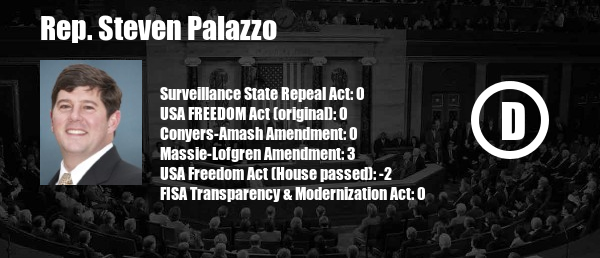 Rep. Steven Palazzo
Surveillance State Repeal Act: 0
USA FREEDOM Act (original): 0
Conyers-Amash Amendment: 0
Massie-Lofgren Amendment: 3
USA Freedom Act (House passed): -2
FISA Transparency & Modernization Act: 0
D